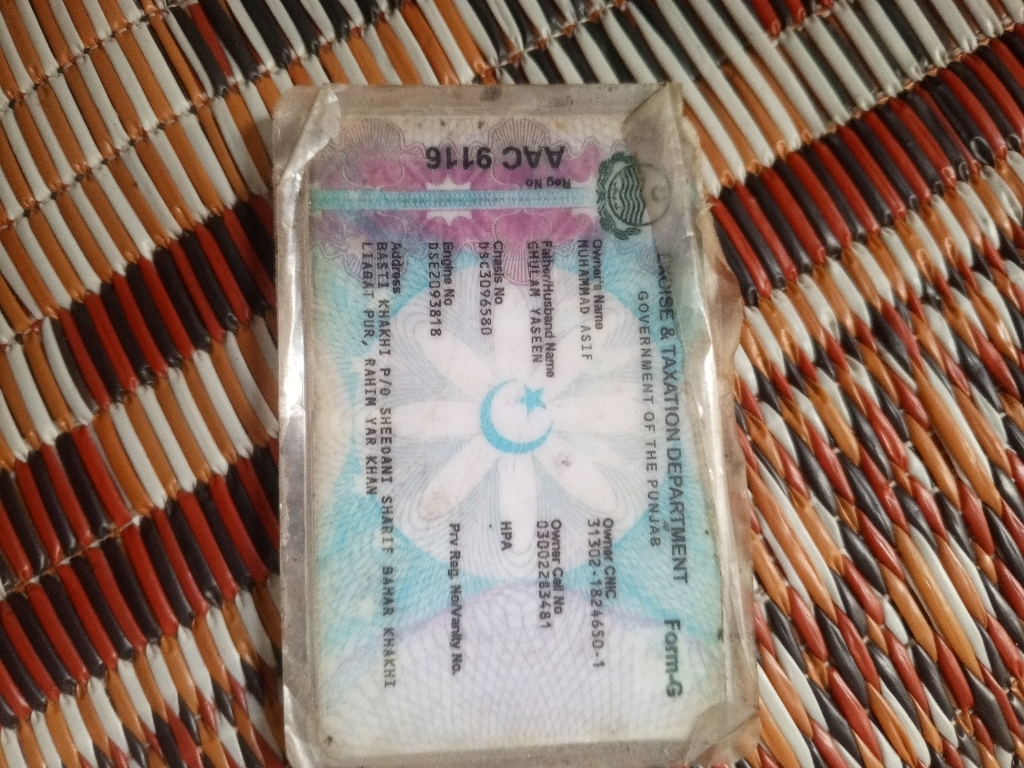 EXCISE & TAXATION DEPARTMENT
Form-G
GOVERNMENT OF THE PUNJAB
Reg No
AAC 9116
Owner's Name
MUHAMMAD ASIF
Owner CNIC
31302-1824650-1
Father/Husband Name
GHULAM YASEEN
Owner Cell No
03002283481
Chasis No
DSC3096580
HPA
Engine No
DSE2093818
Prv Reg. No/Vanity No.
Address
BASTI KHAKHI P/O SHEEDANI SHARIF BAHAR KHAKHI
LIAQAT PUR, RAHIM YAR KHAN